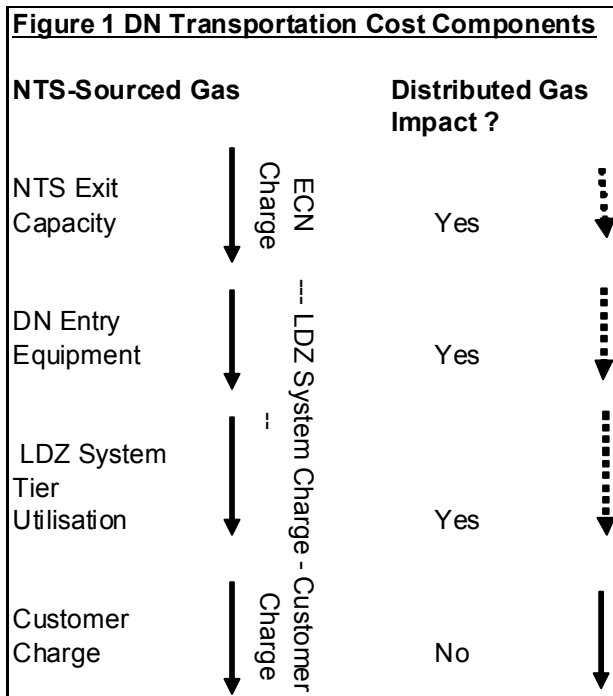 Figure 1 DN Transportation Cost Components
NTS-Sourced Gas
Distributed Gas
Impact ?
NTS Exit
Capacity
Yes
DN Entry
Equipment
Yes
LDZ System
Tier
Utilisation
Yes
Customer
Charge
No
ECN --- LDZ System Charge - Customer
Charge -- Charge